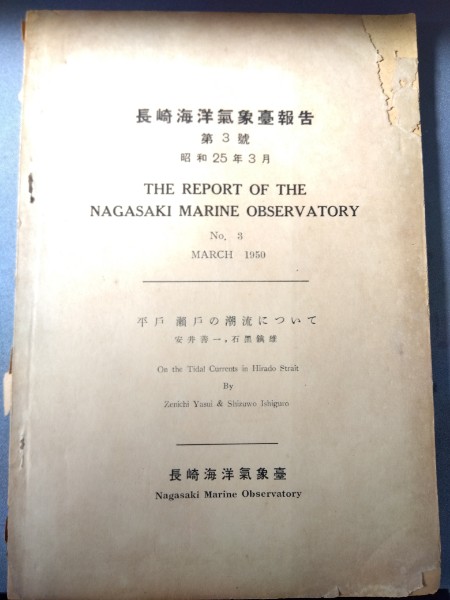 長崎海洋氣象臺報告
第3號
昭和25年3月
THE REPORT OF THE
NAGASAKI MARINE OBSERVATORY
No. 3
MARCH 1950
平戸瀬戸の潮流について
安井善一，石黒鎮雄
On the Tidal Currents in Hirado Strait
By
Zenichi Yasui & Shizuwo Ishiguro
長崎海洋氣象臺
Nagasaki Marine Observatory